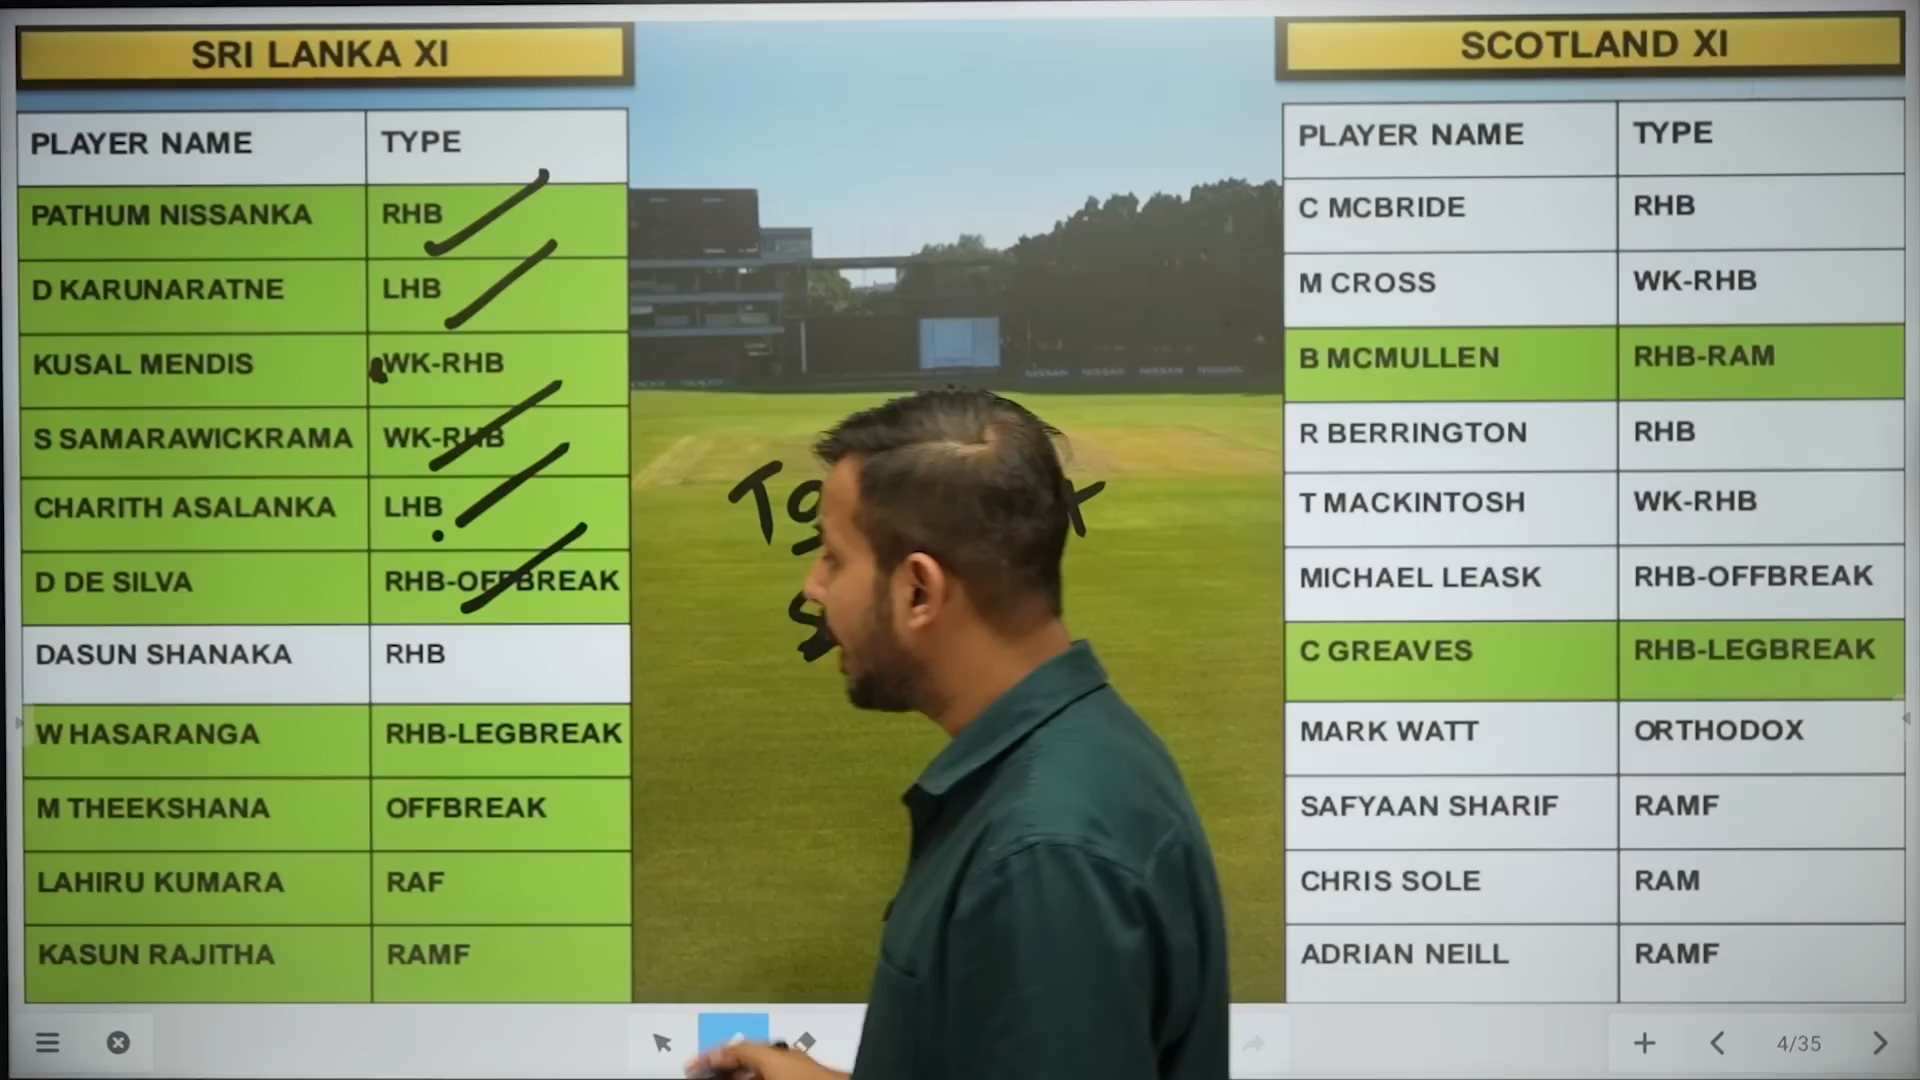 SRI LANKA XI
PLAYER NAME TYPE
PATHUM NISSANKA RHB
D KARUNARATNE LHB
KUSAL MENDIS WK-RHB
S SAMARAWICKRAMA WK-RHB
CHARITH ASALANKA LHB
D DE SILVA RHB-OFFBREAK
DASUN SHANAKA RHB
W HASARANGA RHB-LEGBREAK
M THEEKSHANA OFFBREAK
LAHIRU KUMARA RAF
KASUN RAJITHA RAMF
NISSAN NISSAN NISSAN NISSAN
SCOTLAND XI
PLAYER NAME TYPE
C MCBRIDE RHB
M CROSS WK-RHB
B MCMULLEN RHB-RAM
R BERRINGTON RHB
T MACKINTOSH WK-RHB
MICHAEL LEASK RHB-OFFBREAK
C GREAVES RHB-LEGBREAK
MARK WATT ORTHODOX
SAFYAAN SHARIF RAMF
CHRIS SOLE RAM
ADRIAN NEILL RAMF
4/35